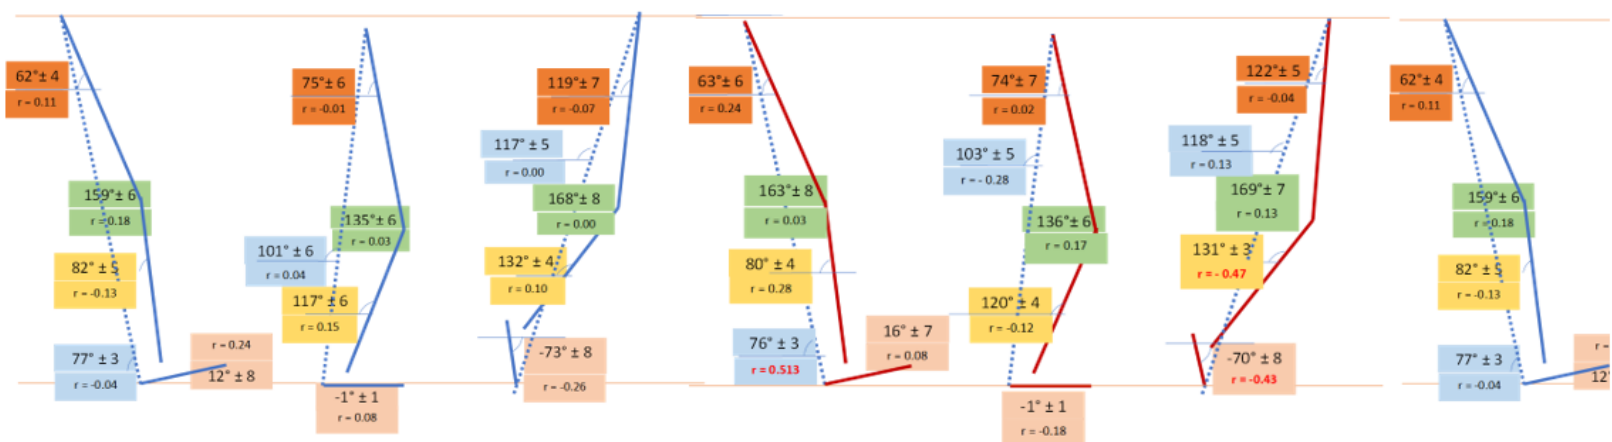 62°± 4
r = 0.11
159°± 6
r = 0.18
82° ± 5
r = -0.13
77° ± 3
r = -0.04
r = 0.24
12° ± 8
75°± 6
r = -0.01
135°± 6
r = 0.03
101° ± 6
r = 0.04
117° ± 6
r = 0.15
-1° ± 1
r = 0.08
119°± 7
r = -0.07
117° ± 5
r = 0.00
168°± 8
r = 0.00
132° ± 4
r = 0.10
-73° ± 8
r = -0.26
63°± 6
r = 0.24
163°± 8
r = 0.03
80° ± 4
r = 0.28
76° ± 3
r = 0.513
16° ± 7
r = 0.08
74°± 7
r = 0.02
103° ± 5
r = - 0.28
136°± 6
r = 0.17
120° ± 4
r = -0.12
-1° ± 1
r = -0.18
122°± 5
r = -0.04
118° ± 5
r = 0.13
169°± 7
r = 0.13
131° ± 3
r = - 0.47
-70° ± 8
r = -0.43
62°± 4
r = 0.11
159°± 6
r = 0.18
82° ± 5
r = -0.13
77° ± 3
r = -0.04
r =
12°